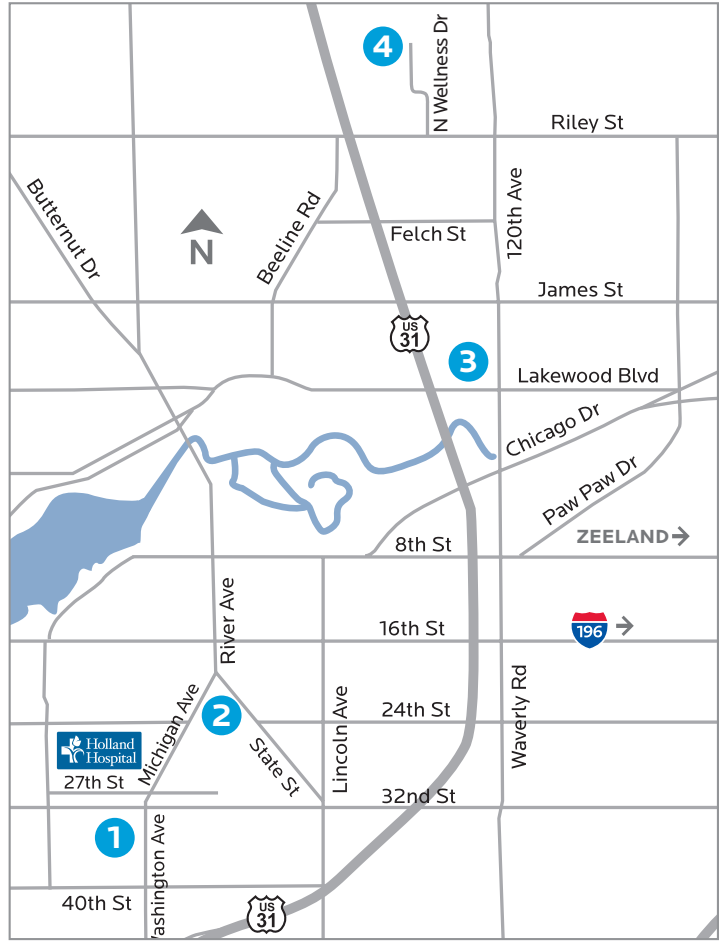 4
N Wellness Dr
Riley St
Butternut Dr
Beeline Rd
120th Ave
N
Felch St
James St
US
31
3
Lakewood Blvd
Chicago Dr
Paw Paw Dr
ZEELAND
8th St
River Ave
16th St
196
Michigan Ave
2
Lincoln Ave
24th St
Waverly Rd
Holland
Hospital
State St
27th St
32nd St
1
ashington Ave
40th St
US
31